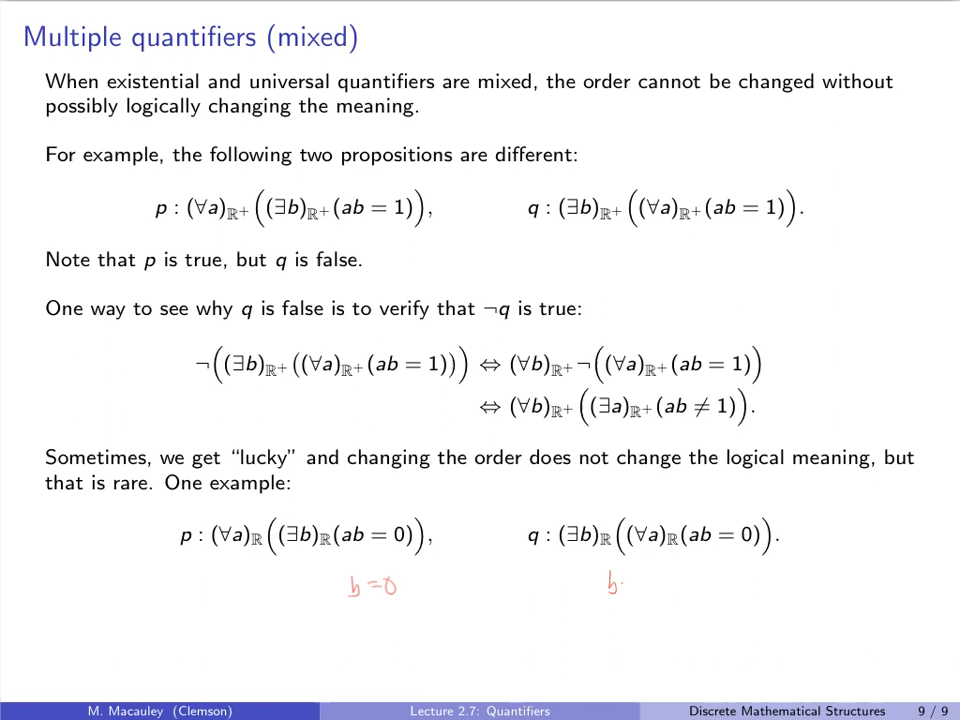 Multiple quantifiers (mixed)
When existential and universal quantifiers are mixed, the order cannot be changed without
possibly logically changing the meaning.
For example, the following two propositions are different:
p : (∀a)ℝ⁺((∃b)ℝ⁺(ab = 1)), q : (∃b)ℝ⁺((∀a)ℝ⁺(ab = 1)).
Note that p is true, but q is false.
One way to see why q is false is to verify that ¬q is true:
¬((∃b)ℝ⁺((∀a)ℝ⁺(ab = 1))) ⇔ (∀b)ℝ⁺¬((∀a)ℝ⁺(ab = 1))
⇔ (∀b)ℝ⁺((∃a)ℝ⁺(ab ≠ 1)).
Sometimes, we get “lucky” and changing the order does not change the logical meaning, but
that is rare. One example:
p : (∀a)ℝ((∃b)ℝ(ab = 0)), q : (∃b)ℝ((∀a)ℝ(ab = 0)).
b=0 b
M. Macauley (Clemson) Lecture 2.7: Quantifiers Discrete Mathematical Structures 9 / 9